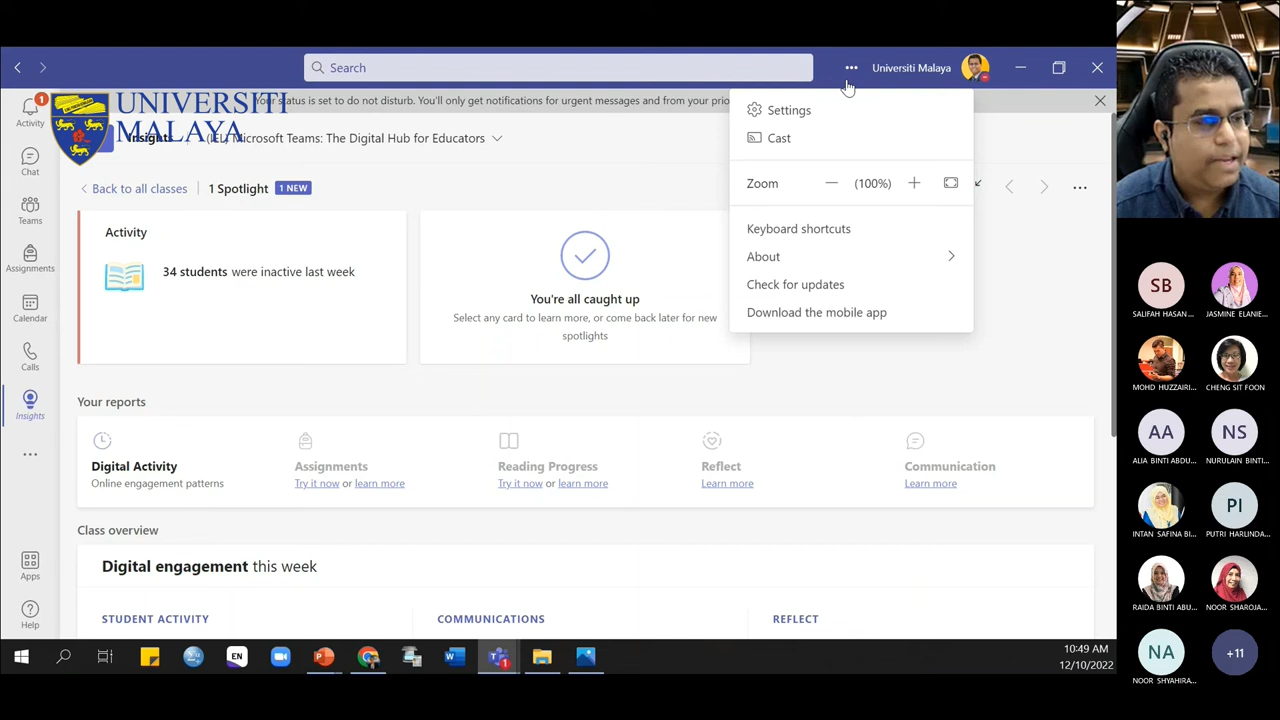 Search
Universiti Malaya
1
Activity
UNIVERSITI
MALAYA
Your status is set to do not disturb. You'll only get notifications for urgent messages and from your prio
Insights
(IEL) Microsoft Teams: The Digital Hub for Educators
Settings
Cast
Zoom
(100%)
Keyboard shortcuts
About
Check for updates
Download the mobile app
Chat
Teams
Assignments
Calendar
Calls
Insights
Apps
Help
Back to all classes
1 Spotlight
1 NEW
Activity
34 students were inactive last week
You're all caught up
Select any card to learn more, or come back later for new
spotlights
Your reports
Digital Activity
Online engagement patterns
Assignments
Try it now or learn more
Reading Progress
Try it now or learn more
Reflect
Learn more
Communication
Learn more
Class overview
Digital engagement this week
STUDENT ACTIVITY
COMMUNICATIONS
REFLECT
EN
1
10:49 AM
12/10/2022
SB
SALIFAH HASAN...
JASMINE ELANIE...
MOHD HUZZAIRI...
CHENG SIT FOON
AA
ALIA BINTI ABDU...
NS
NURULAIN BINTI...
INTAN SAFINA BI...
PI
PUTRI HARLINDA...
RAIDA BINTI ABU...
NOOR SHAROJA...
NA
NOOR SHYAHIRA...
+11